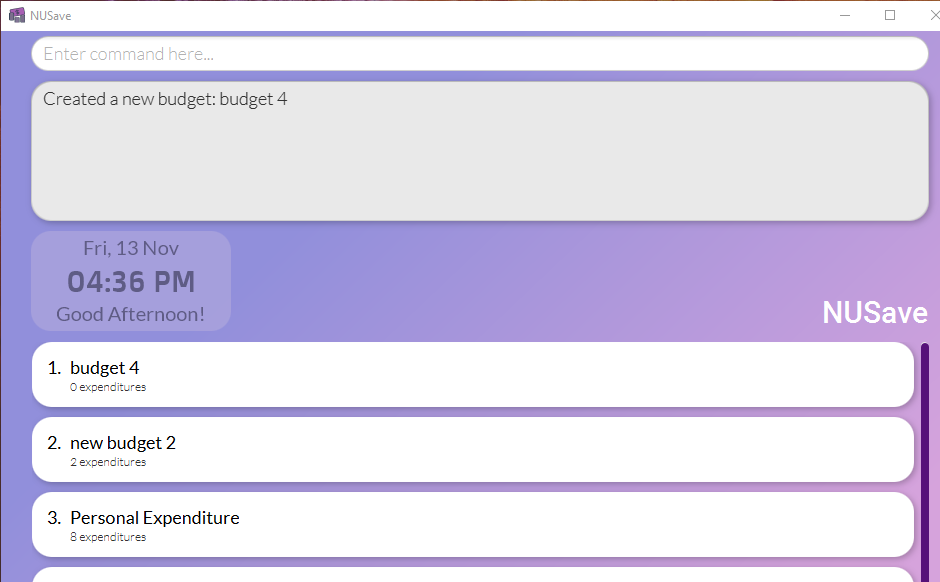 NUSave
Enter command here...
Created a new budget: budget 4
Fri, 13 Nov
04:36 PM
Good Afternoon!
NUSave
1. budget 4
0 expenditures
2. new budget 2
2 expenditures
3. Personal Expenditure
8 expenditures